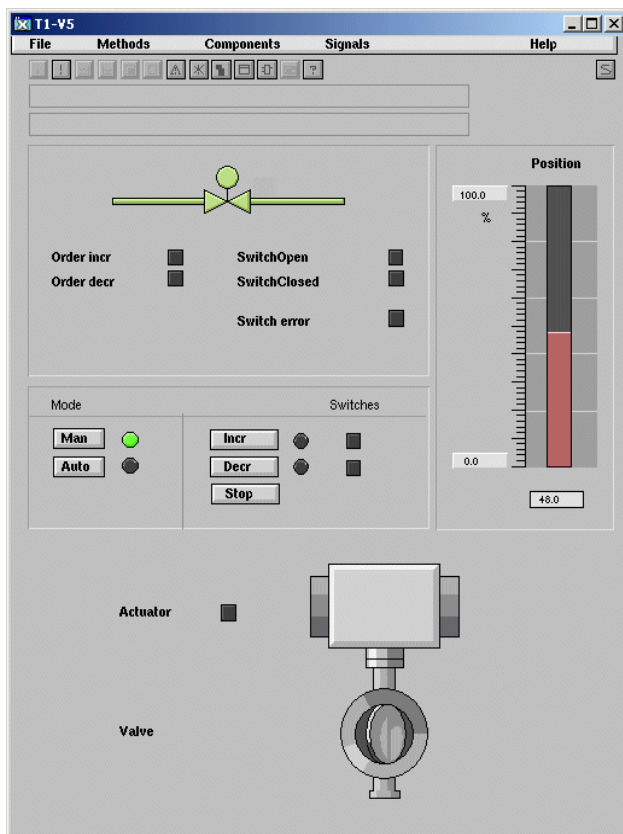 T1-V5
File Methods Components Signals Help
Position
100.0
%
Order incr SwitchOpen
Order decr SwitchClosed
Switch error
0.0
48.0
Mode Switches
Man Incr
Auto Decr
Stop
Actuator
Valve